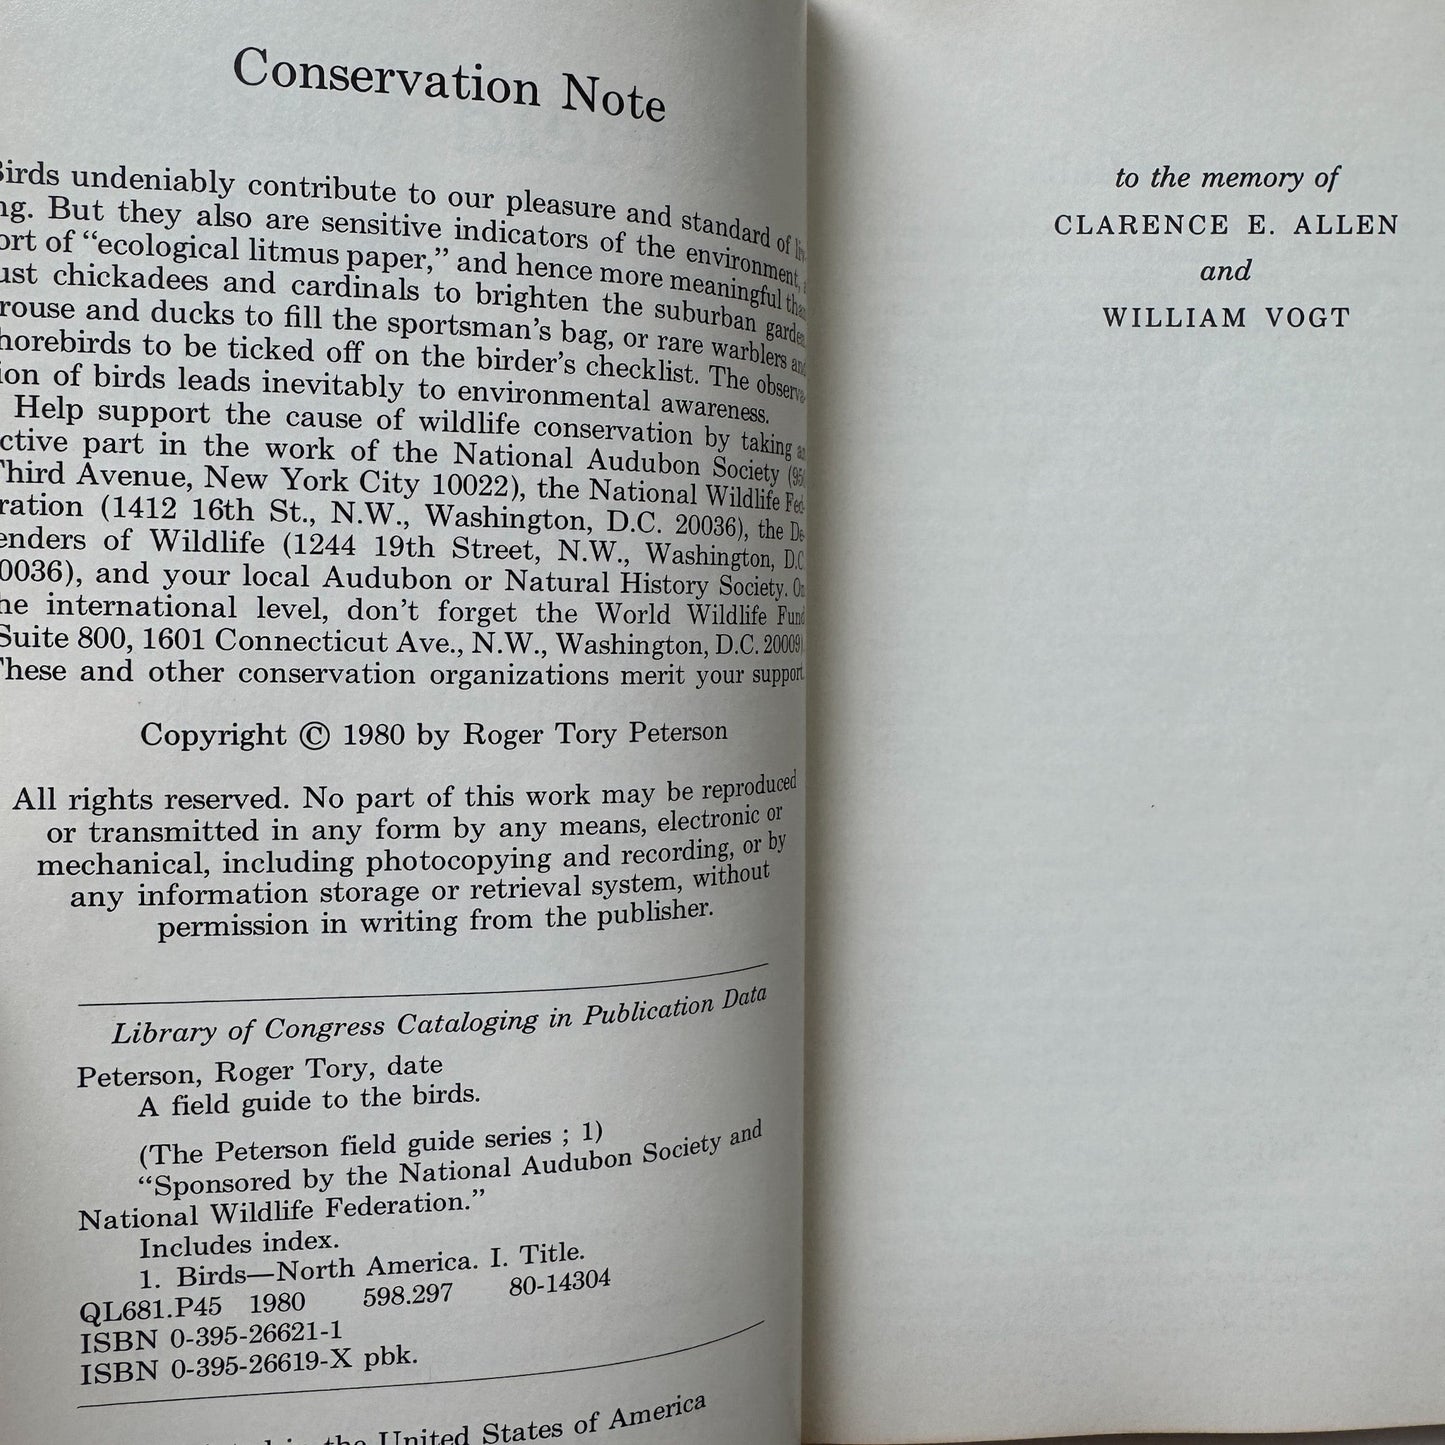 Conservation Note
Birds undeniably contribute to our pleasure and standard of liv-
ng. But they also are sensitive indicators of the environment, a
ort of “ecological litmus paper,” and hence more meaningful than
ust chickadees and cardinals to brighten the suburban garden,
rouse and ducks to fill the sportsman’s bag, or rare warblers and
horebirds to be ticked off on the birder’s checklist. The observa-
ion of birds leads inevitably to environmental awareness.
Help support the cause of wildlife conservation by taking an
ctive part in the work of the National Audubon Society (950
Third Avenue, New York City 10022), the National Wildlife Fed-
ration (1412 16th St., N.W., Washington, D.C. 20036), the De-
enders of Wildlife (1244 19th Street, N.W., Washington, D.C.
0036), and your local Audubon or Natural History Society. On
he international level, don’t forget the World Wildlife Fund
Suite 800, 1601 Connecticut Ave., N.W., Washington, D.C. 20009).
These and other conservation organizations merit your support.
Copyright © 1980 by Roger Tory Peterson
All rights reserved. No part of this work may be reproduced
or transmitted in any form by any means, electronic or
mechanical, including photocopying and recording, or by
any information storage or retrieval system, without
permission in writing from the publisher.
Library of Congress Cataloging in Publication Data
Peterson, Roger Tory, date
A field guide to the birds.
(The Peterson field guide series ; 1)
“Sponsored by the National Audubon Society and
National Wildlife Federation.”
Includes index.
1. Birds—North America. I. Title.
QL681.P45 1980 598.297 80-14304
ISBN 0-395-26621-1
ISBN 0-395-26619-X pbk.
in the United States of America
to the memory of
CLARENCE E. ALLEN
and
WILLIAM VOGT